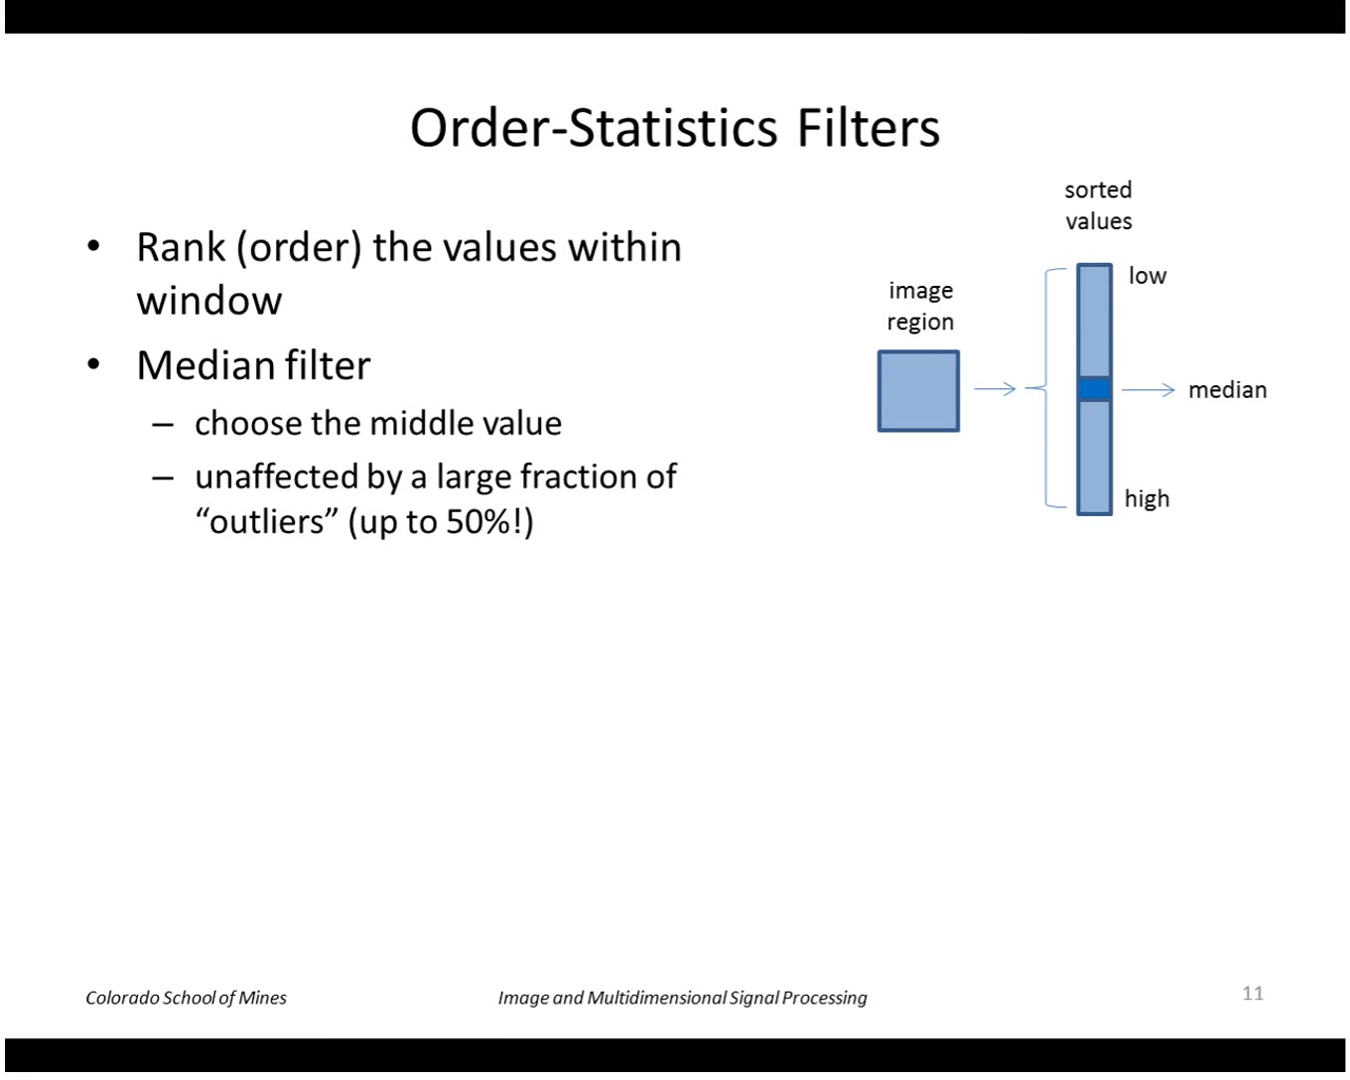 Order-Statistics Filters
• Rank (order) the values within
window
• Median filter
– choose the middle value
– unaffected by a large fraction of
“outliers” (up to 50%!)
image
region
sorted
values
low
median
high
Colorado School of Mines
Image and Multidimensional Signal Processing
11